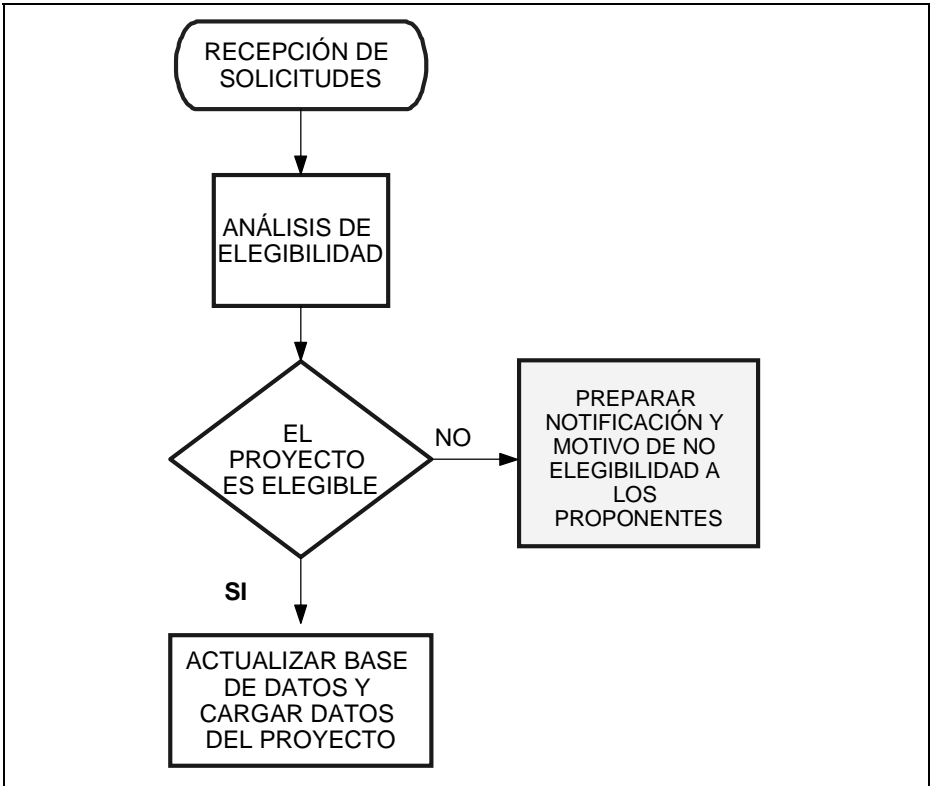 RECEPCIÓN DE
SOLICITUDES
ANÁLISIS DE
ELEGIBILIDAD
EL
PROYECTO
ES ELEGIBLE
NO
PREPARAR
NOTIFICACIÓN Y
MOTIVO DE NO
ELEGIBILIDAD A
LOS
PROPONENTES
SI
ACTUALIZAR BASE
DE DATOS Y
CARGAR DATOS
DEL PROYECTO